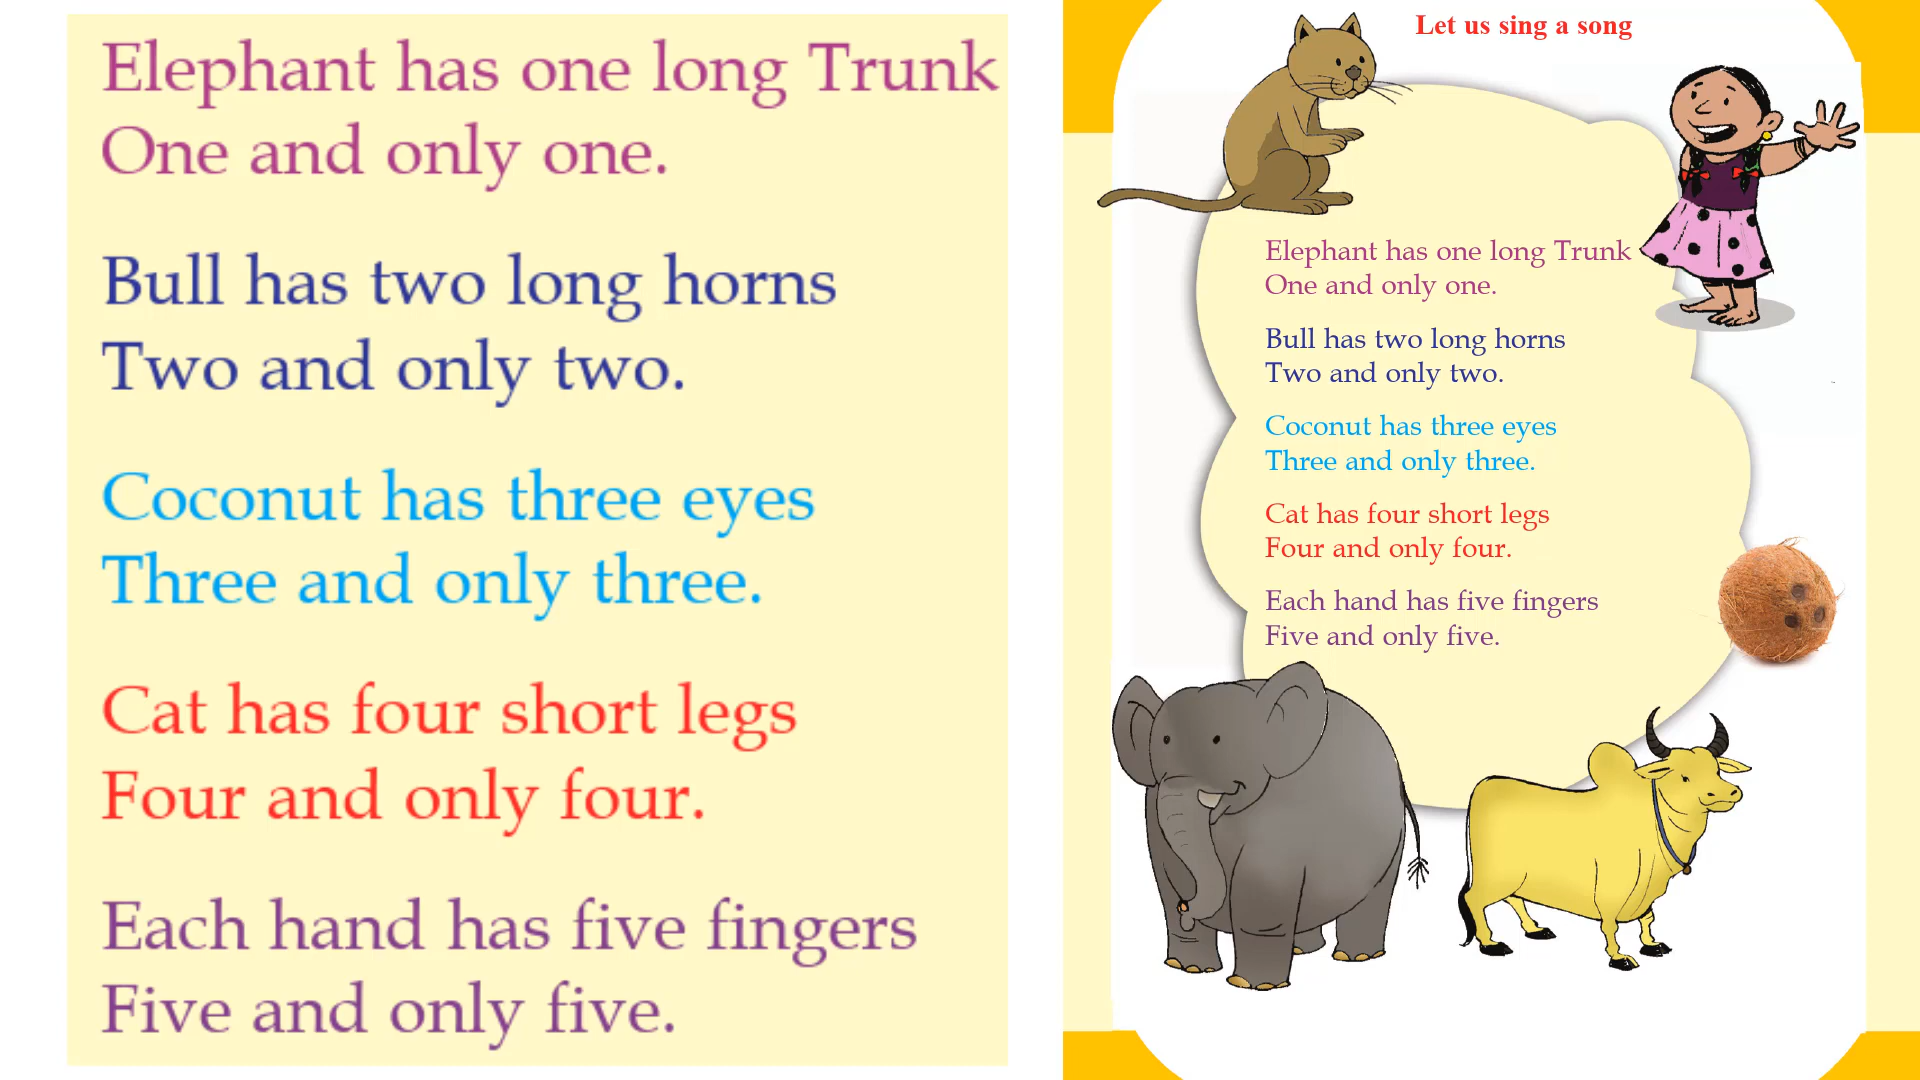 Elephant has one long Trunk
One and only one.
Bull has two long horns
Two and only two.
Coconut has three eyes
Three and only three.
Cat has four short legs
Four and only four.
Each hand has five fingers
Five and only five.
Let us sing a song
Elephant has one long Trunk
One and only one.
Bull has two long horns
Two and only two.
Coconut has three eyes
Three and only three.
Cat has four short legs
Four and only four.
Each hand has five fingers
Five and only five.